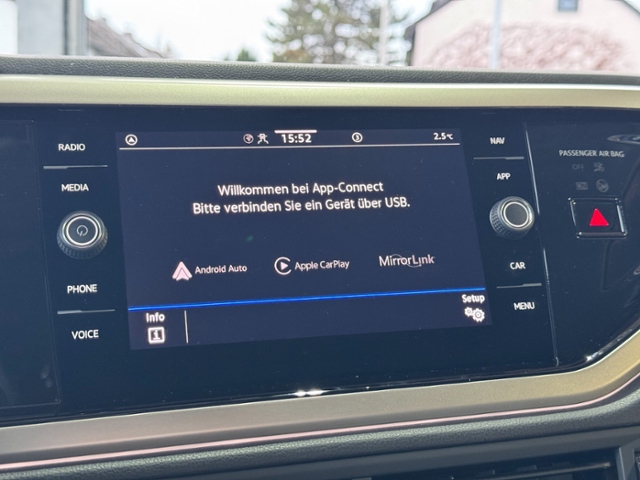 RADIO
MEDIA
PHONE
VOICE
15:52
2.5°C
Willkommen bei App-Connect
Bitte verbinden Sie ein Gerät über USB.
Android Auto
Apple CarPlay
MirrorLink
Info
Setup
NAV
APP
CAR
MENU
PASSENGER AIR BAG
OFF